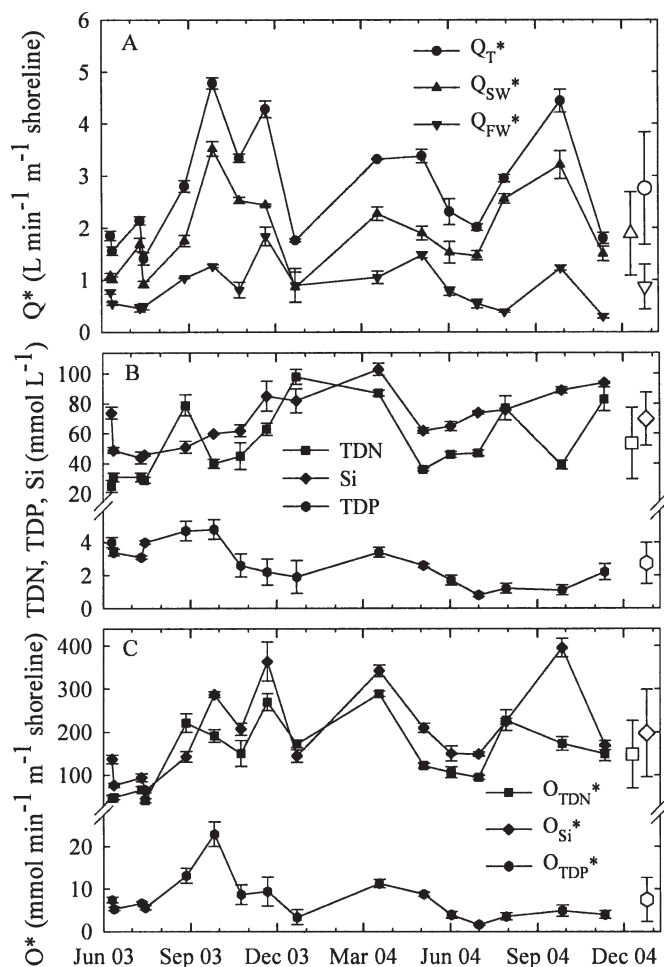 Q* (L min⁻¹ m⁻¹ shoreline)
6
5
4
3
2
1
0
A
Q_T*
Q_SW*
Q_FW*
TDN, TDP, Si (mmol L⁻¹)
100
80
60
40
20
4
2
0
B
TDN
Si
TDP
O* (mmol min⁻¹ m⁻¹ shoreline)
400
300
200
100
20
10
0
C
O_TDN*
O_Si*
O_TDP*
Jun 03 Sep 03 Dec 03 Mar 04 Jun 04 Sep 04 Dec 04